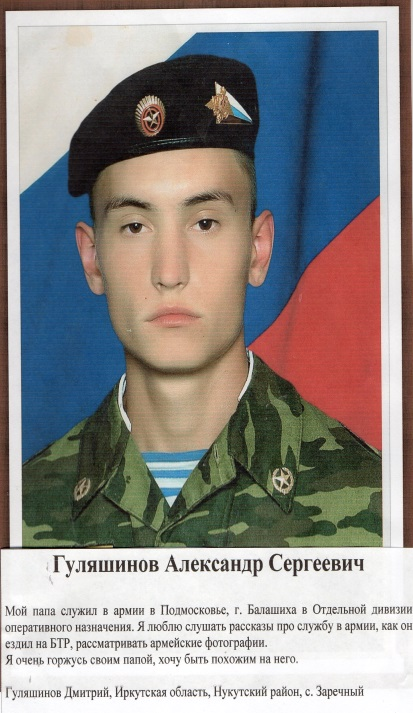 Гуляшинов Александр Сергеевич
Мой папа служил в армии в Подмосковье, г. Балашиха в Отдельной дивизии
оперативного назначения. Я люблю слушать рассказы про службу в армии, как он
ездил на БТР, рассматривать армейские фотографии.
Я очень горжусь своим папой, хочу быть похожим на него.
Гуляшинов Дмитрий, Иркутская область, Нукутский район, с. Заречный